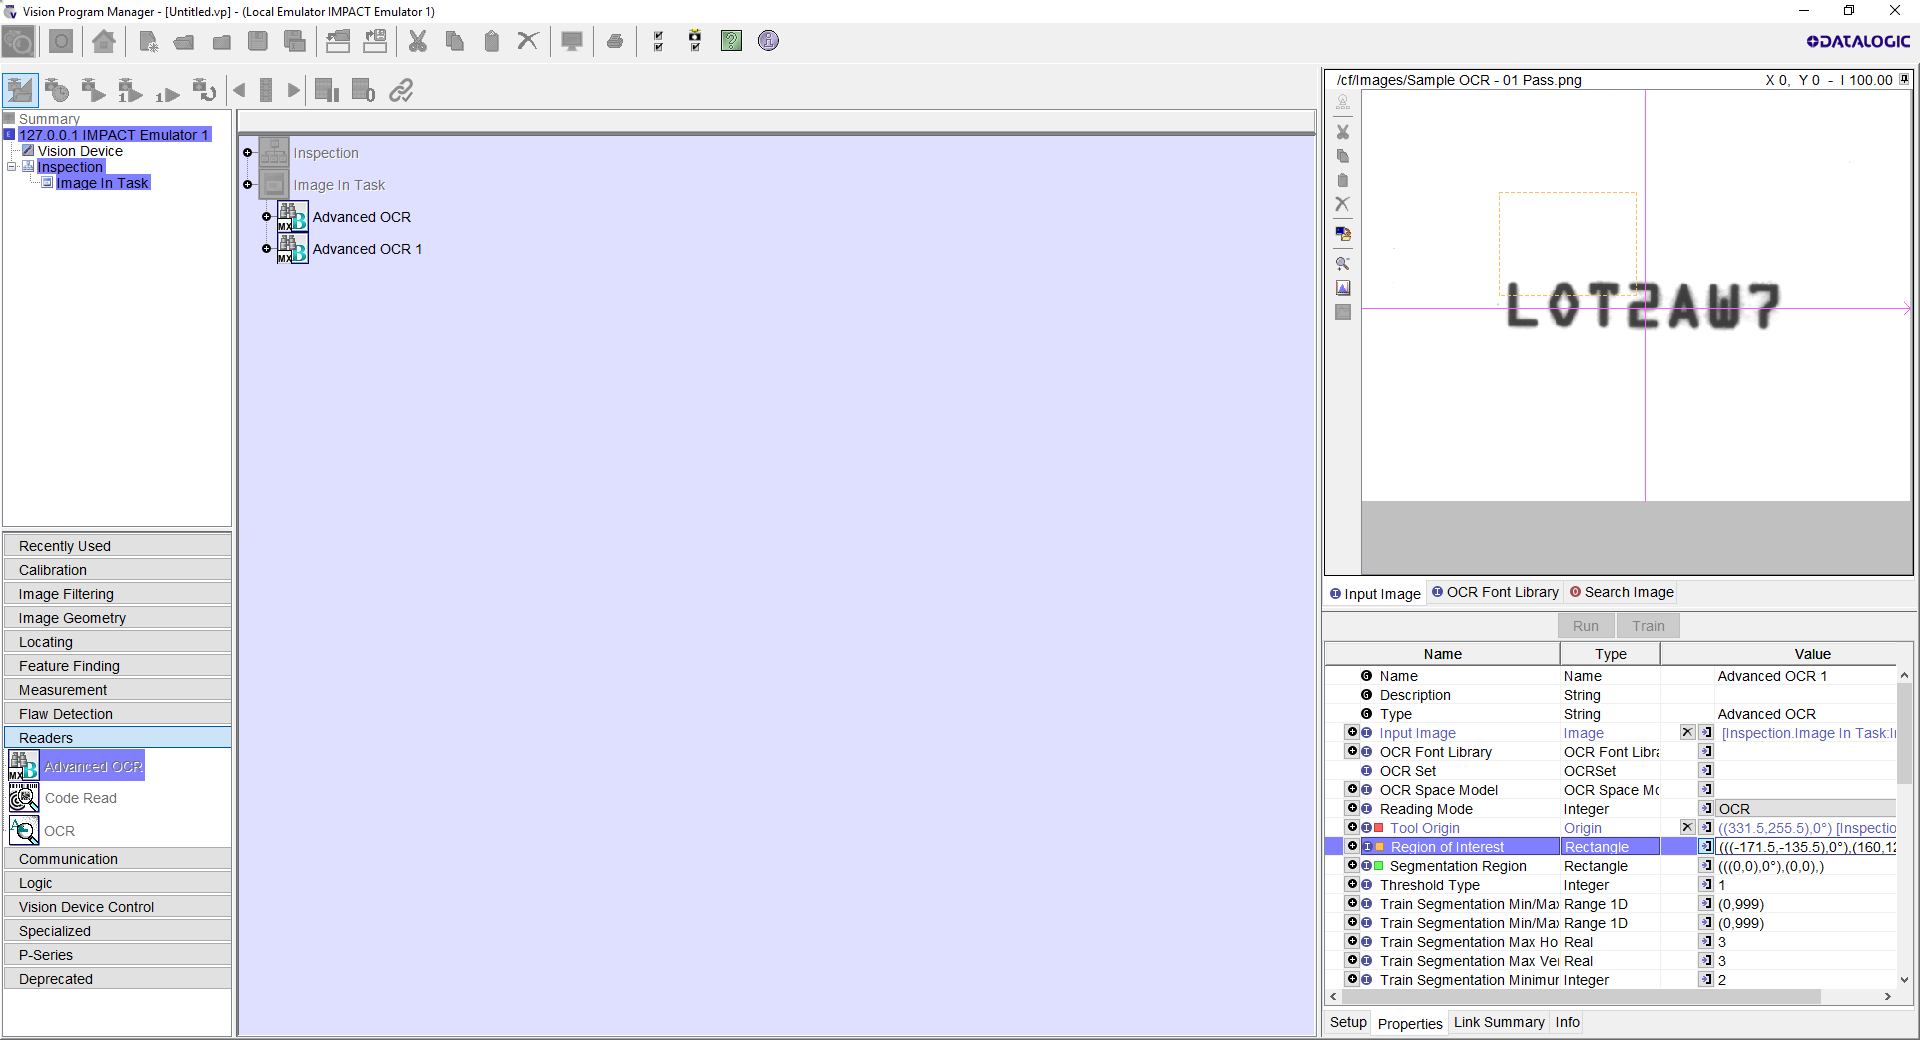 Vision Program Manager - [Untitled.vp] - (Local Emulator IMPACT Emulator 1)
DATALOGIC
Summary
127.0.0.1 IMPACT Emulator 1
Vision Device
Inspection
Image In Task
Inspection
Image In Task
Advanced OCR
Advanced OCR 1
Recently Used
Calibration
Image Filtering
Image Geometry
Locating
Feature Finding
Measurement
Flaw Detection
Readers
Advanced OCR
Code Read
OCR
Communication
Logic
Vision Device Control
Specialized
P-Series
Deprecated
/cf/Images/Sample OCR - 01 Pass.png X 0, Y 0 - I 100.00
LOT2AW7
Input Image OCR Font Library Search Image
Run Train
Name Type Value
Name Name Advanced OCR 1
Description String
Type String Advanced OCR
Input Image Image [Inspection.Image In Task:I
OCR Font Library OCR Font Libra
OCR Set OCRSet
OCR Space Model OCR Space Mo
Reading Mode Integer OCR
Tool Origin Origin ((331.5,255.5),0°) [Inspectio
Region of Interest Rectangle (((-171.5,-135.5),0°),(160,12
Segmentation Region Rectangle (((0,0),0°),(0,0),)
Threshold Type Integer 1
Train Segmentation Min/Max Range 1D (0,999)
Train Segmentation Min/Max Range 1D (0,999)
Train Segmentation Max Ho Real 3
Train Segmentation Max Ver Real 3
Train Segmentation Minimum Integer 2
Setup Properties Link Summary Info